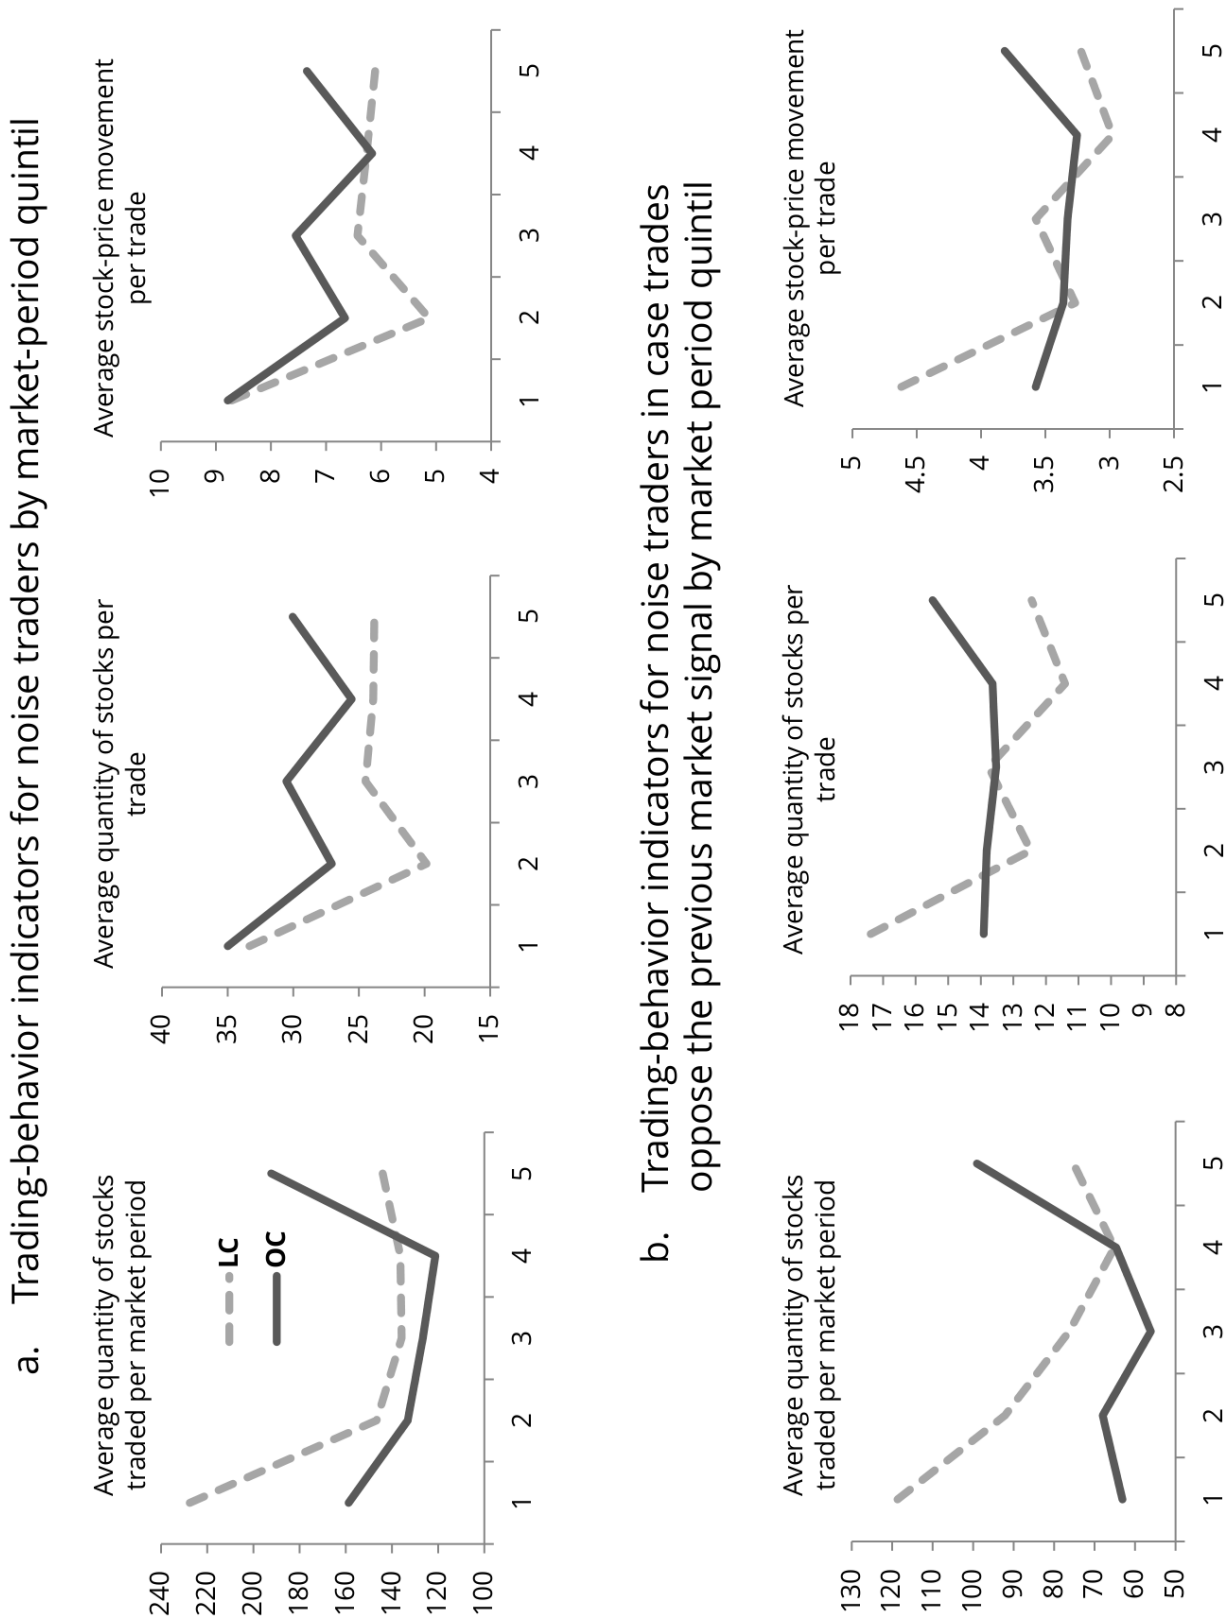 a. Trading-behavior indicators for noise traders by market-period quintil
Average quantity of stocks
traded per market period
240
220
200
180
160
140
120
100
LC
OC
1 2 3 4 5
Average quantity of stocks per
trade
40
35
30
25
20
15
1 2 3 4 5
Average stock-price movement
per trade
10
9
8
7
6
5
4
1 2 3 4 5
b. Trading-behavior indicators for noise traders in case trades
oppose the previous market signal by market period quintil
Average quantity of stocks
traded per market period
130
120
110
100
90
80
70
60
50
1 2 3 4 5
Average quantity of stocks per
trade
18
17
16
15
14
13
12
11
10
9
8
1 2 3 4 5
Average stock-price movement
per trade
5
4.5
4
3.5
3
2.5
1 2 3 4 5